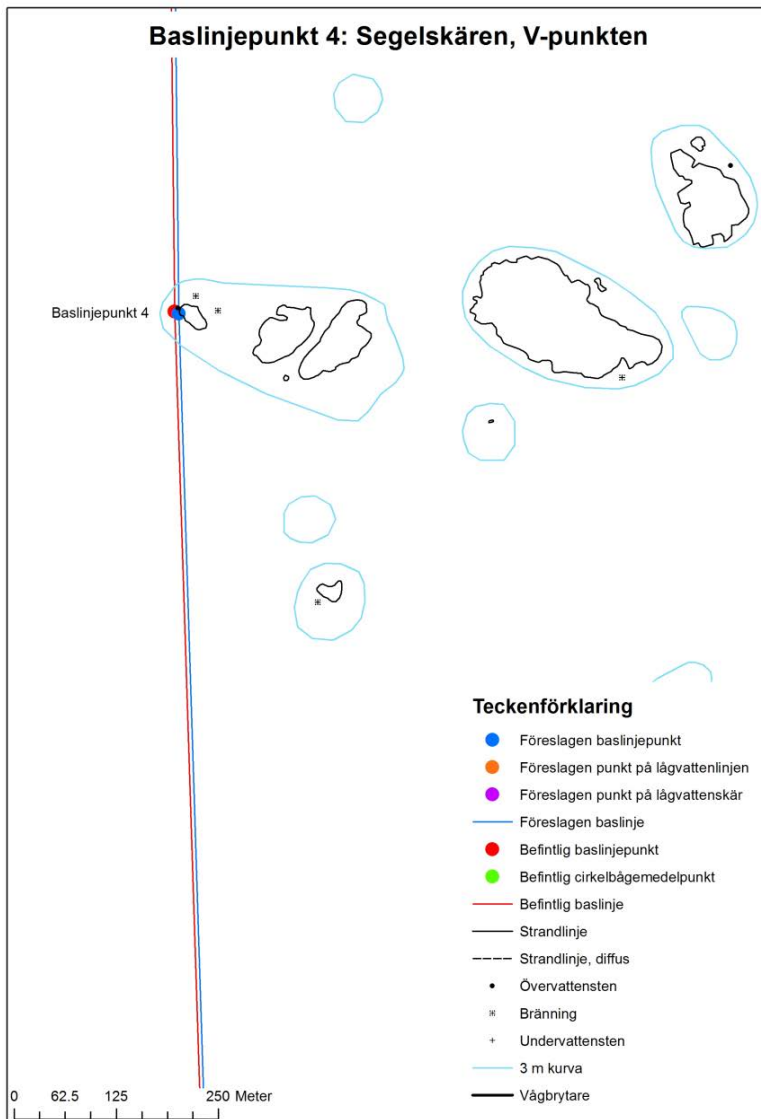 Baslinjepunkt 4: Segelskären, V-punkten
Baslinjepunkt 4
Teckenförklaring
Föreslagen baslinjepunkt
Föreslagen punkt på lågvattenlinjen
Föreslagen punkt på lågvattenskär
Föreslagen baslinje
Befintlig baslinjepunkt
Befintlig cirkelbågemedelpunkt
Befintlig baslinje
Strandlinje
Strandlinje, diffus
Övervattensten
Bränning
Undervattensten
3 m kurva
Vågbrytare
0 62.5 125 250 Meter